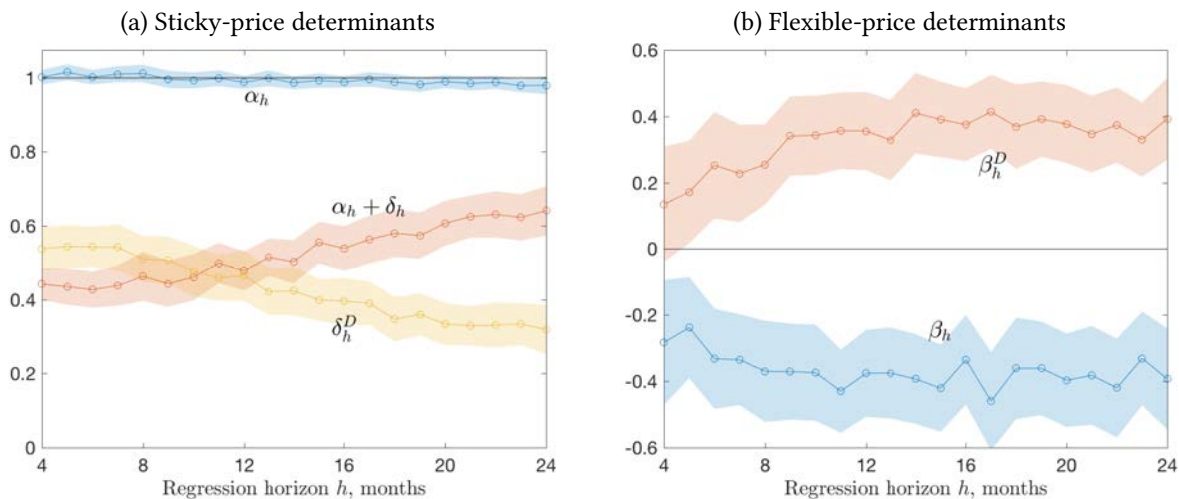 (a) Sticky-price determinants
1
0.8
0.6
0.4
0.2
0
4
8
12
16
20
24
α_h
α_h + δ_h
δ_h^D
Regression horizon h, months
(b) Flexible-price determinants
0.6
0.4
0.2
0
-0.2
-0.4
-0.6
4
8
12
16
20
24
β_h^D
β_h
Regression horizon h, months